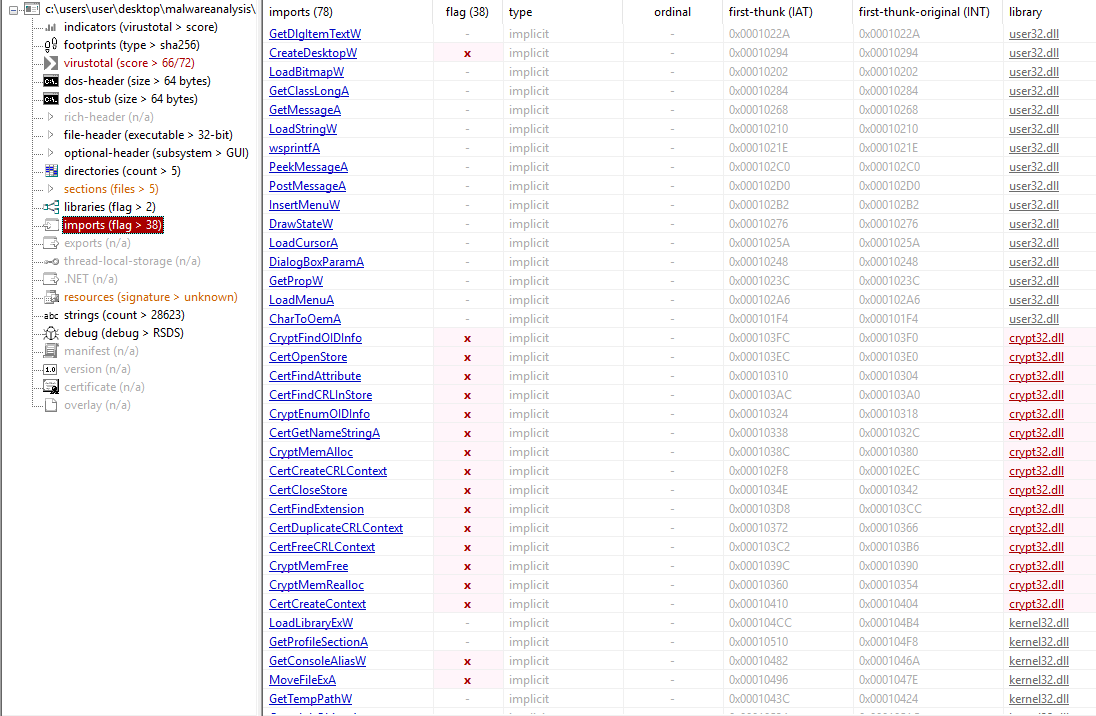 c:\users\user\desktop\malwareanalysis\
indicators (virustotal > score)
footprints (type > sha256)
virustotal (score > 66/72)
dos-header (size > 64 bytes)
dos-stub (size > 64 bytes)
rich-header (n/a)
file-header (executable > 32-bit)
optional-header (subsystem > GUI)
directories (count > 5)
sections (files > 5)
libraries (flag > 2)
imports (flag > 38)
exports (n/a)
thread-local-storage (n/a)
.NET (n/a)
resources (signature > unknown)
abc strings (count > 28623)
debug (debug > RSDS)
manifest (n/a)
1.0 version (n/a)
certificate (n/a)
overlay (n/a)
imports (78) flag (38) type ordinal first-thunk (IAT) first-thunk-original (INT) library
GetDlgItemTextW - implicit - 0x0001022A 0x0001022A user32.dll
CreateDesktopW x implicit - 0x00010294 0x00010294 user32.dll
LoadBitmapW - implicit - 0x00010202 0x00010202 user32.dll
GetClassLongA - implicit - 0x00010284 0x00010284 user32.dll
GetMessageA - implicit - 0x00010268 0x00010268 user32.dll
LoadStringW - implicit - 0x00010210 0x00010210 user32.dll
wsprintfA - implicit - 0x0001021E 0x0001021E user32.dll
PeekMessageA - implicit - 0x000102C0 0x000102C0 user32.dll
PostMessageA - implicit - 0x000102D0 0x000102D0 user32.dll
InsertMenuW - implicit - 0x000102B2 0x000102B2 user32.dll
DrawStateW - implicit - 0x00010276 0x00010276 user32.dll
LoadCursorA - implicit - 0x0001025A 0x0001025A user32.dll
DialogBoxParamA - implicit - 0x00010248 0x00010248 user32.dll
GetPropW - implicit - 0x0001023C 0x0001023C user32.dll
LoadMenuA - implicit - 0x000102A6 0x000102A6 user32.dll
CharToOemA - implicit - 0x000101F4 0x000101F4 user32.dll
CryptFindOIDInfo x implicit - 0x000103FC 0x000103F0 crypt32.dll
CertOpenStore x implicit - 0x000103EC 0x000103E0 crypt32.dll
CertFindAttribute x implicit - 0x00010310 0x00010304 crypt32.dll
CertFindCRLInStore x implicit - 0x000103AC 0x000103A0 crypt32.dll
CryptEnumOIDInfo x implicit - 0x00010324 0x00010318 crypt32.dll
CertGetNameStringA x implicit - 0x00010338 0x0001032C crypt32.dll
CryptMemAlloc x implicit - 0x0001038C 0x00010380 crypt32.dll
CertCreateCRLContext x implicit - 0x000102F8 0x000102EC crypt32.dll
CertCloseStore x implicit - 0x0001034E 0x00010342 crypt32.dll
CertFindExtension x implicit - 0x000103D8 0x000103CC crypt32.dll
CertDuplicateCRLContext x implicit - 0x00010372 0x00010366 crypt32.dll
CertFreeCRLContext x implicit - 0x000103C2 0x000103B6 crypt32.dll
CryptMemFree x implicit - 0x0001039C 0x00010390 crypt32.dll
CryptMemRealloc x implicit - 0x00010360 0x00010354 crypt32.dll
CertCreateContext x implicit - 0x00010410 0x00010404 crypt32.dll
LoadLibraryExW - implicit - 0x000104CC 0x000104B4 kernel32.dll
GetProfileSectionA - implicit - 0x00010510 0x000104F8 kernel32.dll
GetConsoleAliasW x implicit - 0x00010482 0x0001046A kernel32.dll
MoveFileExA x implicit - 0x00010496 0x0001047E kernel32.dll
GetTempPathW - implicit - 0x0001043C 0x00010424 kernel32.dll